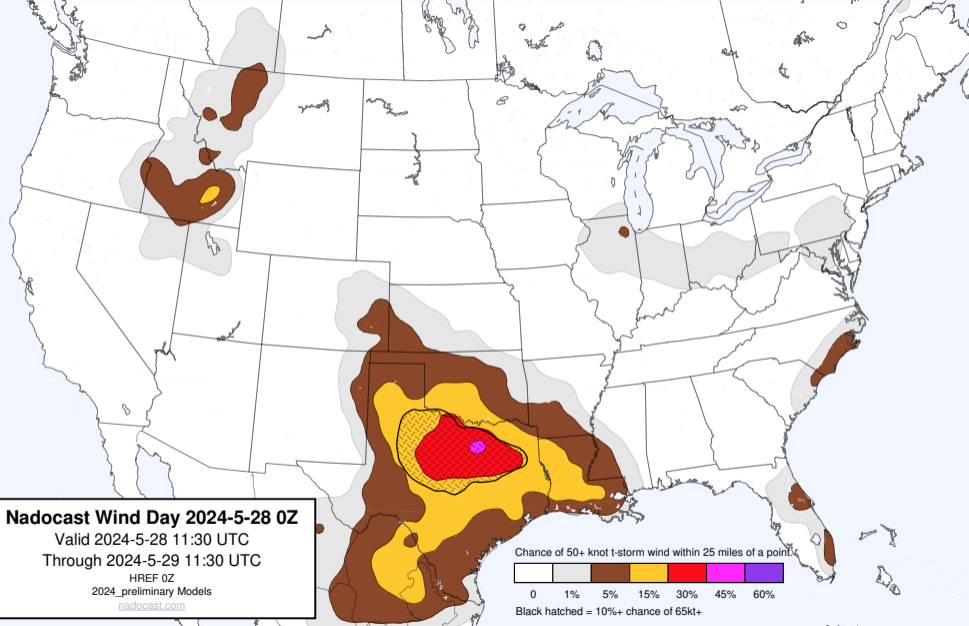 Nadocast Wind Day 2024-5-28 0Z
Valid 2024-5-28 11:30 UTC
Through 2024-5-29 11:30 UTC
HREF 0Z
2024_preliminary Models
nadocast.com
Chance of 50+ knot t-storm wind within 25 miles of a point.
0 1% 5% 15% 30% 45% 60%
Black hatched = 10%+ chance of 65kt+